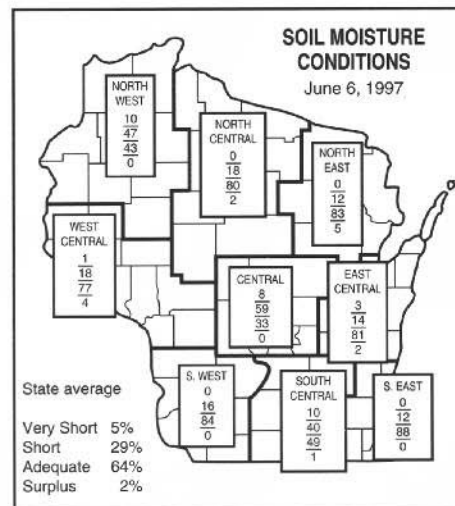 SOIL MOISTURE
CONDITIONS
June 6, 1997
NORTH
WEST
10
47
43
0
NORTH
CENTRAL
0
18
80
2
NORTH
EAST
0
12
83
5
WEST
CENTRAL
1
18
77
4
CENTRAL
8
59
33
0
EAST
CENTRAL
3
14
81
2
S. WEST
0
16
84
0
SOUTH
CENTRAL
10
40
49
1
S. EAST
0
12
88
0
State average
Very Short 5%
Short 29%
Adequate 64%
Surplus 2%